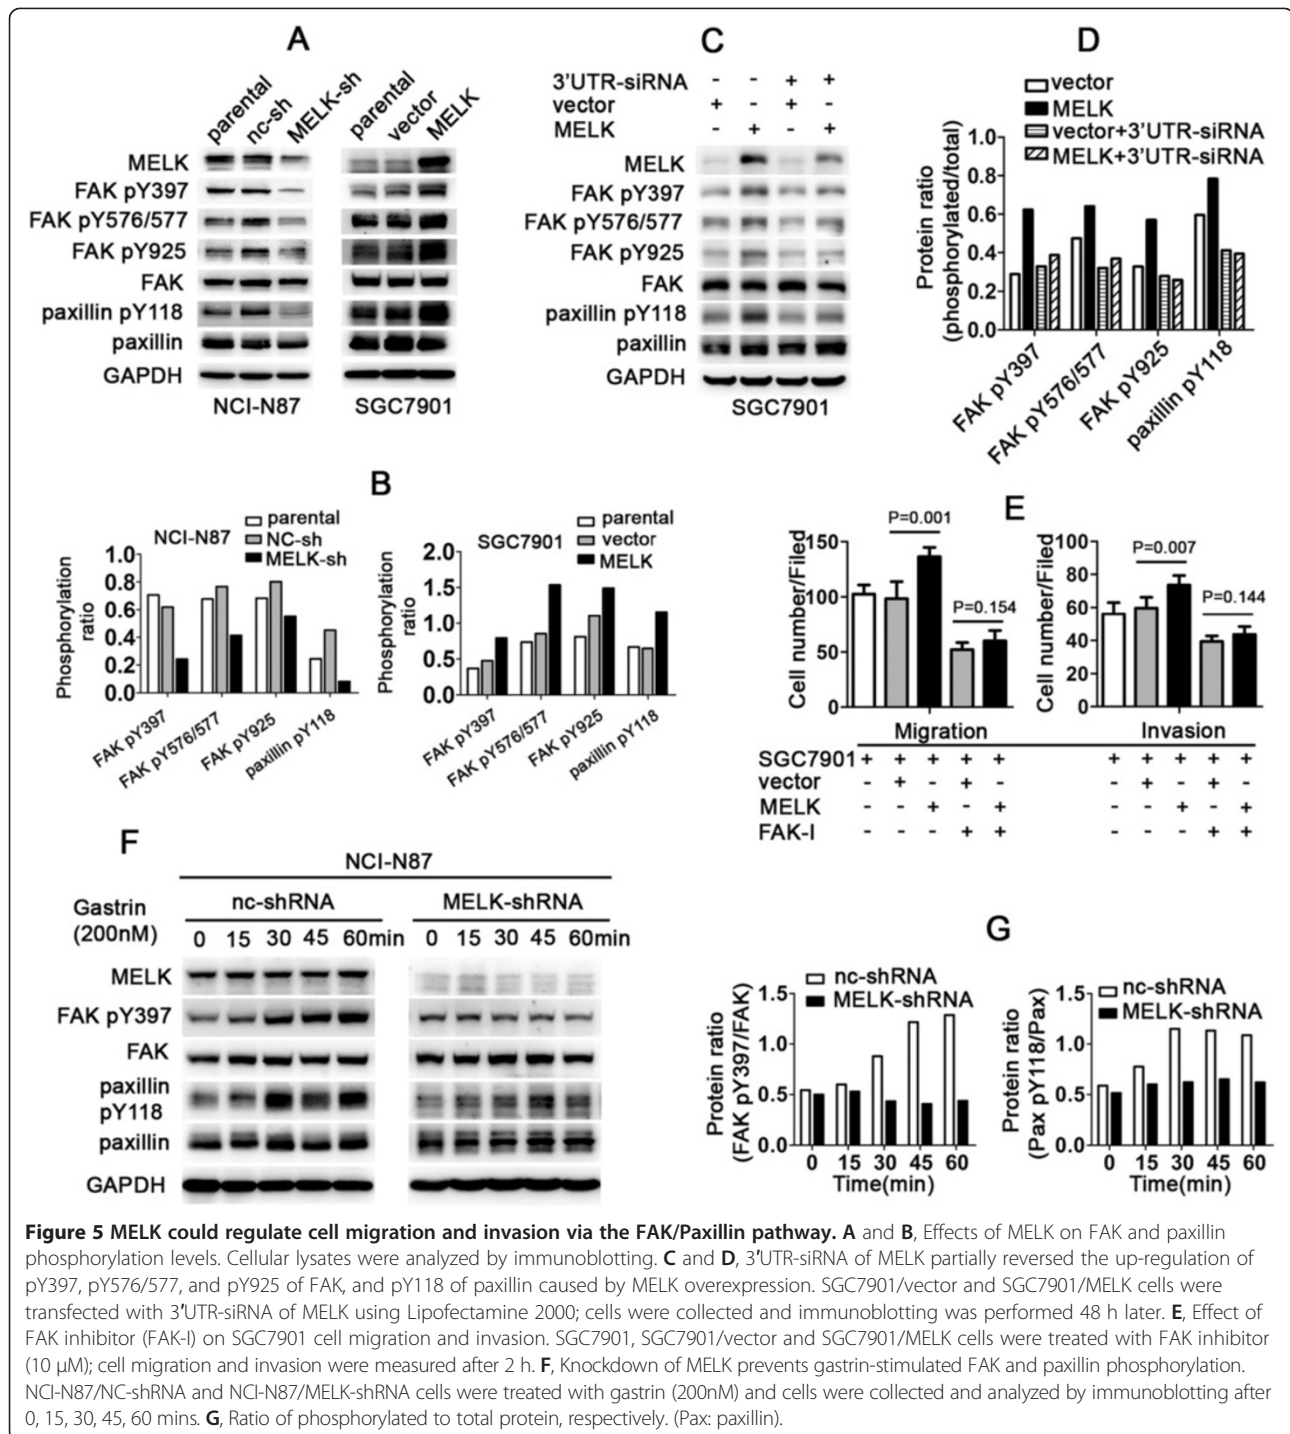 A
parental
nc-sh
MELK-sh
parental
vector
MELK
MELK
FAK pY397
FAK pY576/577
FAK pY925
FAK
paxillin pY118
paxillin
GAPDH
NCI-N87 SGC7901
C
3'UTR-siRNA - - + +
vector + - + -
MELK - + - +
MELK
FAK pY397
FAK pY576/577
FAK pY925
FAK
paxillin pY118
paxillin
GAPDH
SGC7901
D
vector
MELK
vector+3'UTR-siRNA
MELK+3'UTR-siRNA
Protein ratio
(phosphorylated/total)
1.0
0.8
0.6
0.4
0.2
0.0
FAK pY397
FAK pY576/577
FAK pY925
paxillin pY118
B
NCI-N87
parental
NC-sh
MELK-sh
Phosphorylation
ratio
1.0
0.8
0.6
0.4
0.2
0.0
FAK pY397
FAK pY576/577
FAK pY925
paxillin pY118
SGC7901
parental
vector
MELK
Phosphorylation
ratio
2.0
1.5
1.0
0.5
0.0
FAK pY397
FAK pY576/577
FAK pY925
paxillin pY118
E
Cell number/Filed
150
100
50
0
P=0.001
P=0.154
Migration
Cell number/Filed
100
80
60
40
20
0
P=0.007
P=0.144
Invasion
SGC7901 + + + + + + + + + +
vector - + - + - - + - + -
MELK - - + - + - - + - +
FAK-I - - - + + - - - + +
F
NCI-N87
nc-shRNA MELK-shRNA
Gastrin
(200nM)
0 15 30 45 60min 0 15 30 45 60min
MELK
FAK pY397
FAK
paxillin
pY118
paxillin
GAPDH
G
nc-shRNA
MELK-shRNA
Protein ratio
(FAK pY397/FAK)
1.5
1.0
0.5
0.0
0 15 30 45 60
Time(min)
nc-shRNA
MELK-shRNA
Protein ratio
(Pax pY118/Pax)
1.5
1.0
0.5
0.0
0 15 30 45 60
Time(min)
Figure 5 MELK could regulate cell migration and invasion via the FAK/Paxillin pathway. A and B, Effects of MELK on FAK and paxillin
phosphorylation levels. Cellular lysates were analyzed by immunoblotting. C and D, 3′UTR-siRNA of MELK partially reversed the up-regulation of
pY397, pY576/577, and pY925 of FAK, and pY118 of paxillin caused by MELK overexpression. SGC7901/vector and SGC7901/MELK cells were
transfected with 3′UTR-siRNA of MELK using Lipofectamine 2000; cells were collected and immunoblotting was performed 48 h later. E, Effect of
FAK inhibitor (FAK-I) on SGC7901 cell migration and invasion. SGC7901, SGC7901/vector and SGC7901/MELK cells were treated with FAK inhibitor
(10 μM); cell migration and invasion were measured after 2 h. F, Knockdown of MELK prevents gastrin-stimulated FAK and paxillin phosphorylation.
NCI-N87/NC-shRNA and NCI-N87/MELK-shRNA cells were treated with gastrin (200nM) and cells were collected and analyzed by immunoblotting after
0, 15, 30, 45, 60 mins. G, Ratio of phosphorylated to total protein, respectively. (Pax: paxillin).